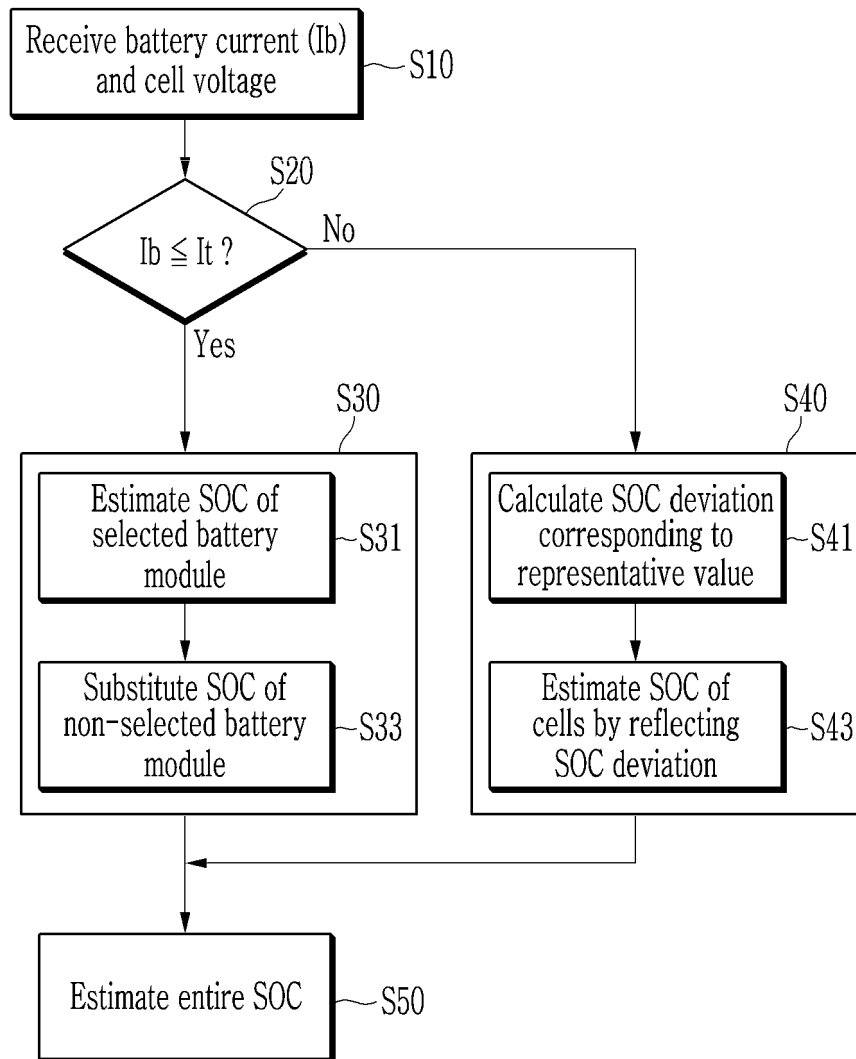 Receive battery current (Ib)
and cell voltage
S10
S20
Ib ≦ It ?
No
Yes
S30
Estimate SOC of
selected battery
module
S31
Substitute SOC of
non-selected battery
module
S33
S40
Calculate SOC deviation
corresponding to
representative value
S41
Estimate SOC of
cells by reflecting
SOC deviation
S43
Estimate entire SOC
S50